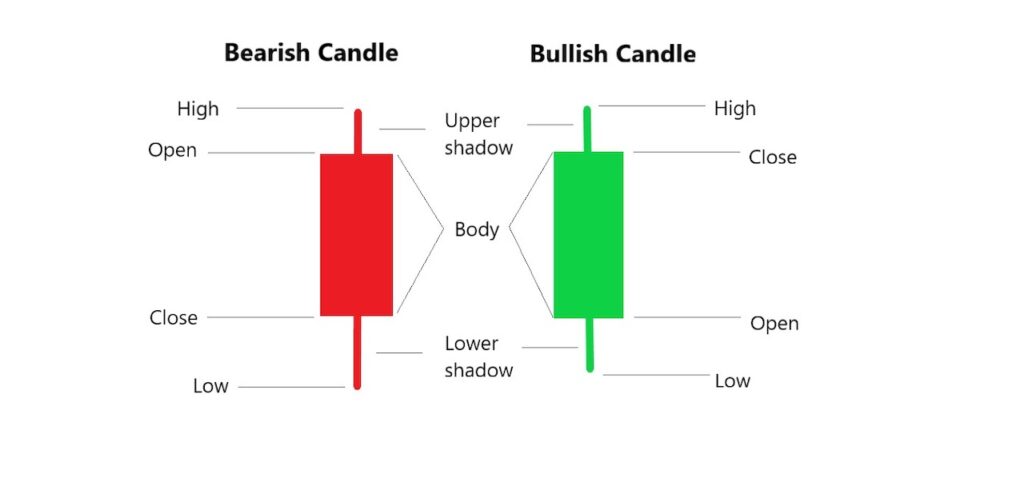 Bearish Candle
Bullish Candle
High
Upper
shadow
High
Open
Close
Body
Close
Open
Lower
shadow
Low
Low